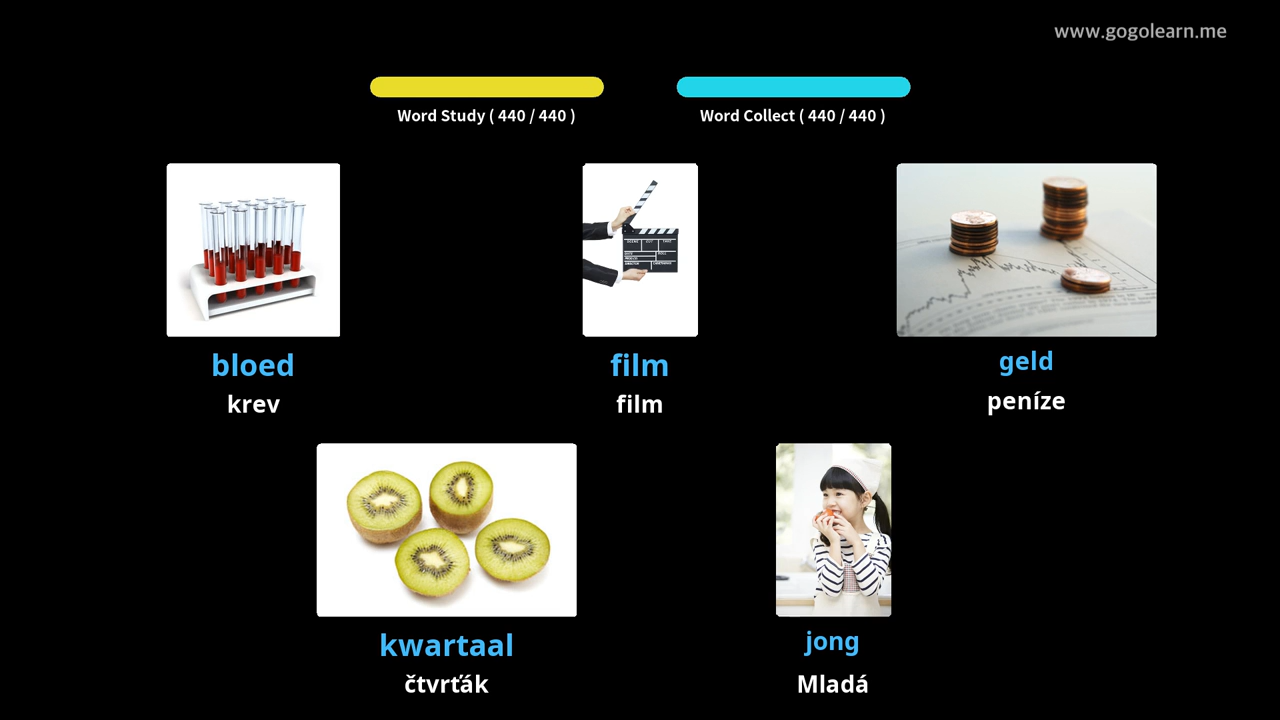 www.gogolearn.me
Word Study ( 440 / 440 )
Word Collect ( 440 / 440 )
bloed
krev
film
film
geld
peníze
kwartaal
čtvrťák
jong
Mladá